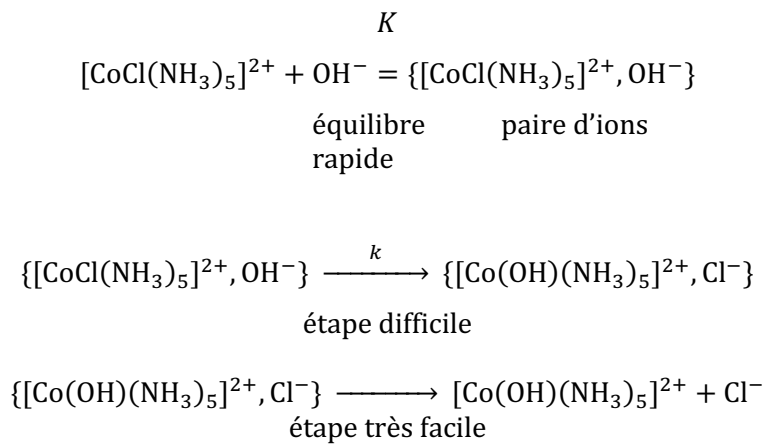 K
[CoCl(NH₃)₅]²⁺ + OH⁻ = {[CoCl(NH₃)₅]²⁺, OH⁻}
équilibre rapide
paire d'ions
{[CoCl(NH₃)₅]²⁺, OH⁻} ⟶ᵏ {[Co(OH)(NH₃)₅]²⁺, Cl⁻}
étape difficile
{[Co(OH)(NH₃)₅]²⁺, Cl⁻} ⟶ [Co(OH)(NH₃)₅]²⁺ + Cl⁻
étape très facile